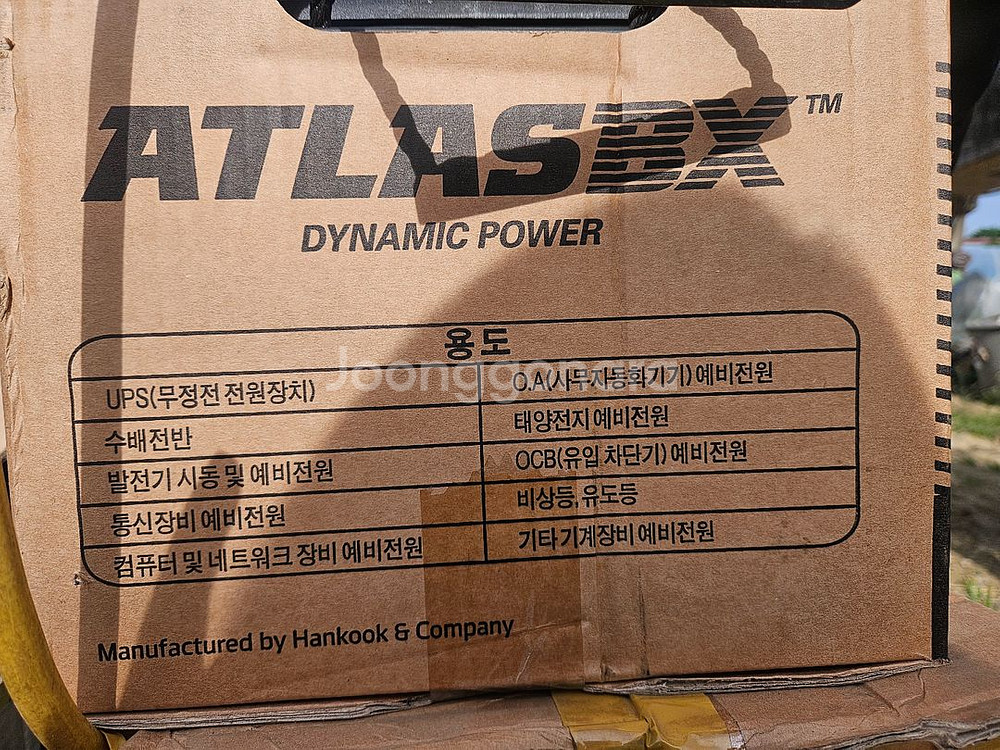 ATLASBX™
DYNAMIC POWER
용도
UPS(무정전 전원장치)
O.A(사무자동화기기) 예비전원
수배전반
태양전지 예비전원
발전기 시동 및 예비전원
OCB(유입 차단기) 예비전원
통신장비 예비전원
비상등, 유도등
컴퓨터 및 네트워크 장비 예비전원
기타 기계장비 예비전원
Manufactured by Hankook & Company
Joonggonara